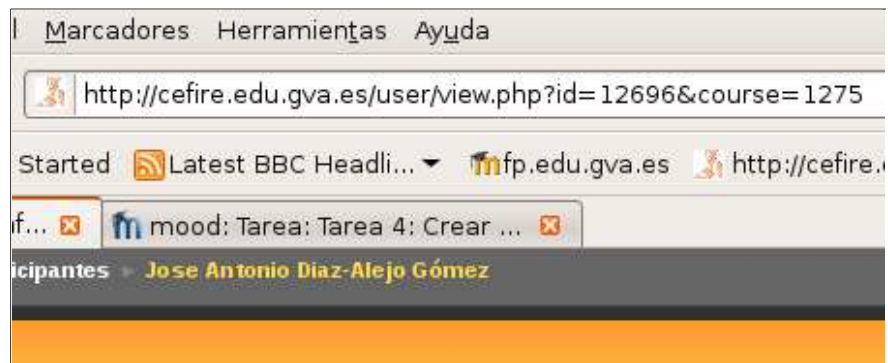 Marcadores Herramientas Ayuda
http://cefire.edu.gva.es/user/view.php?id=12696&course=1275
Started Latest BBC Headli... fp.edu.gva.es http://cefire.
... mood: Tarea: Tarea 4: Crear ...
icipantes Jose Antonio Diaz-Alejo Gómez